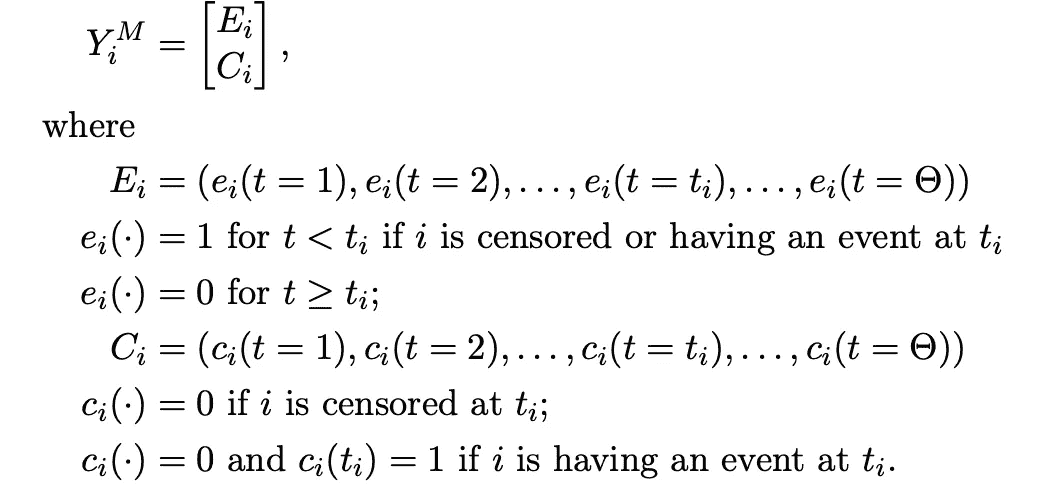 Y_i^M = [E_i
C_i],
where
E_i = (e_i(t = 1), e_i(t = 2), . . . , e_i(t = t_i), . . . , e_i(t = Θ))
e_i(·) = 1 for t < t_i if i is censored or having an event at t_i
e_i(·) = 0 for t ≥ t_i;
C_i = (c_i(t = 1), c_i(t = 2), . . . , c_i(t = t_i), . . . , c_i(t = Θ))
c_i(·) = 0 if i is censored at t_i;
c_i(·) = 0 and c_i(t_i) = 1 if i is having an event at t_i.